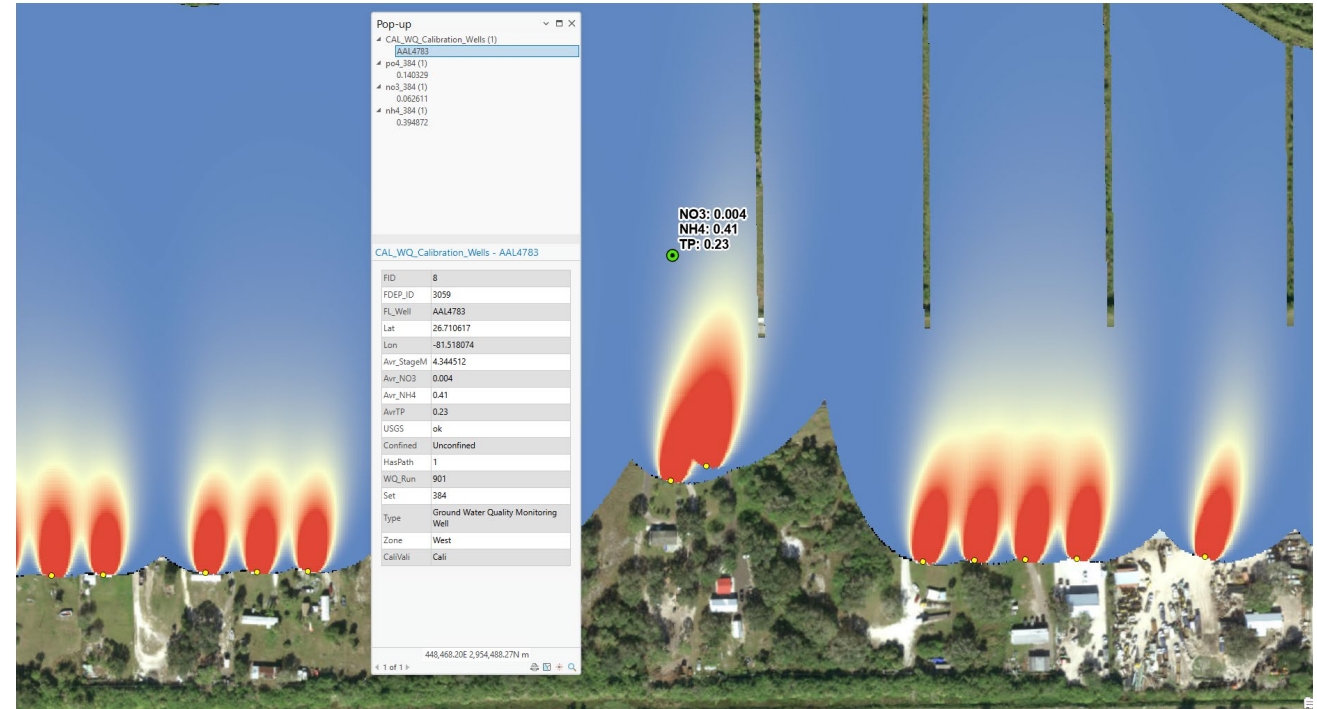 Pop-up
CAL_WQ_Calibration_Wells (1)
AAL4783
po4_384 (1)
0.140329
no3_384 (1)
0.062611
nh4_384 (1)
0.394872
CAL_WQ_Calibration_Wells - AAL4783
FID 8
FDEP_ID 3059
FL_Well AAL4783
Lat 26.710617
Lon -81.518074
Avr_StageM 4.344512
Avr_NO3 0.004
Avr_NH4 0.41
AvrTP 0.23
USGS ok
Confined Unconfined
HasPath 1
WQ_Run 901
Set 384
Type Ground Water Quality Monitoring
Well
Zone West
CaliVali Cali
448,468.20E 2,954,488.27N m
1 of 1
NO3: 0.004
NH4: 0.41
TP: 0.23